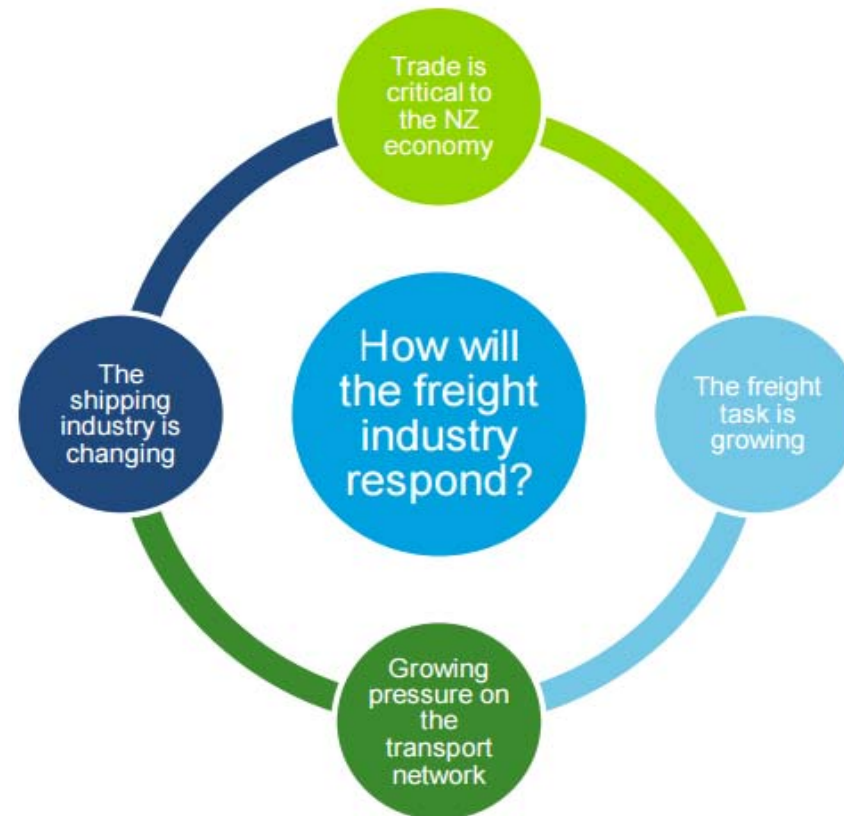 Trade is
critical to
the NZ
economy
The
shipping
industry is
changing
How will
the freight
industry
respond?
The freight
task is
growing
Growing
pressure on
the
transport
network